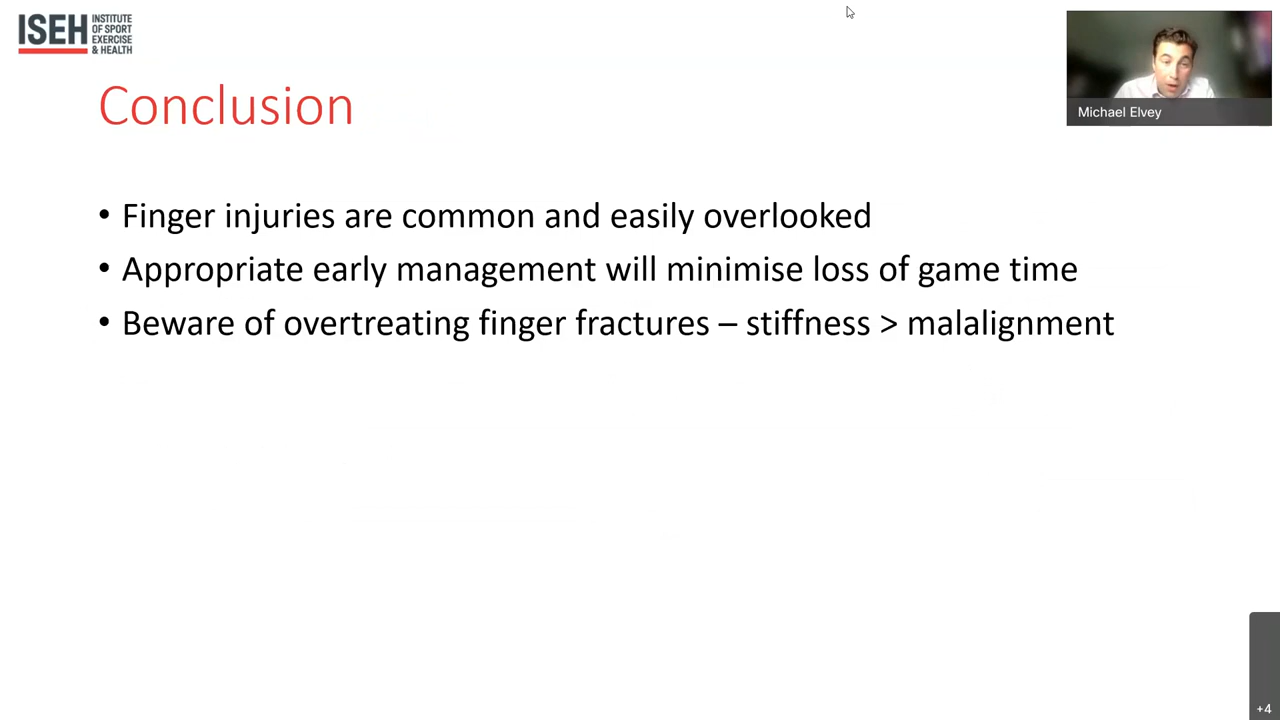 ISEH INSTITUTE
OF SPORT
EXERCISE
& HEALTH
Michael Elvey
Conclusion
• Finger injuries are common and easily overlooked
• Appropriate early management will minimise loss of game time
• Beware of overtreating finger fractures – stiffness > malalignment
+4